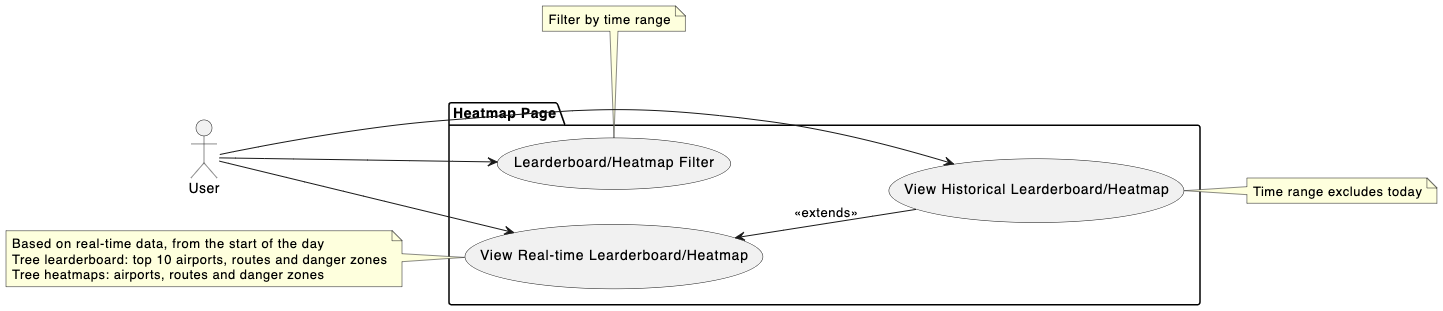 Filter by time range
Heatmap Page
Learderboard/Heatmap Filter
User
View Historical Learderboard/Heatmap
Time range excludes today
«extends»
Based on real-time data, from the start of the day
Tree learderboard: top 10 airports, routes and danger zones
Tree heatmaps: airports, routes and danger zones
View Real-time Learderboard/Heatmap